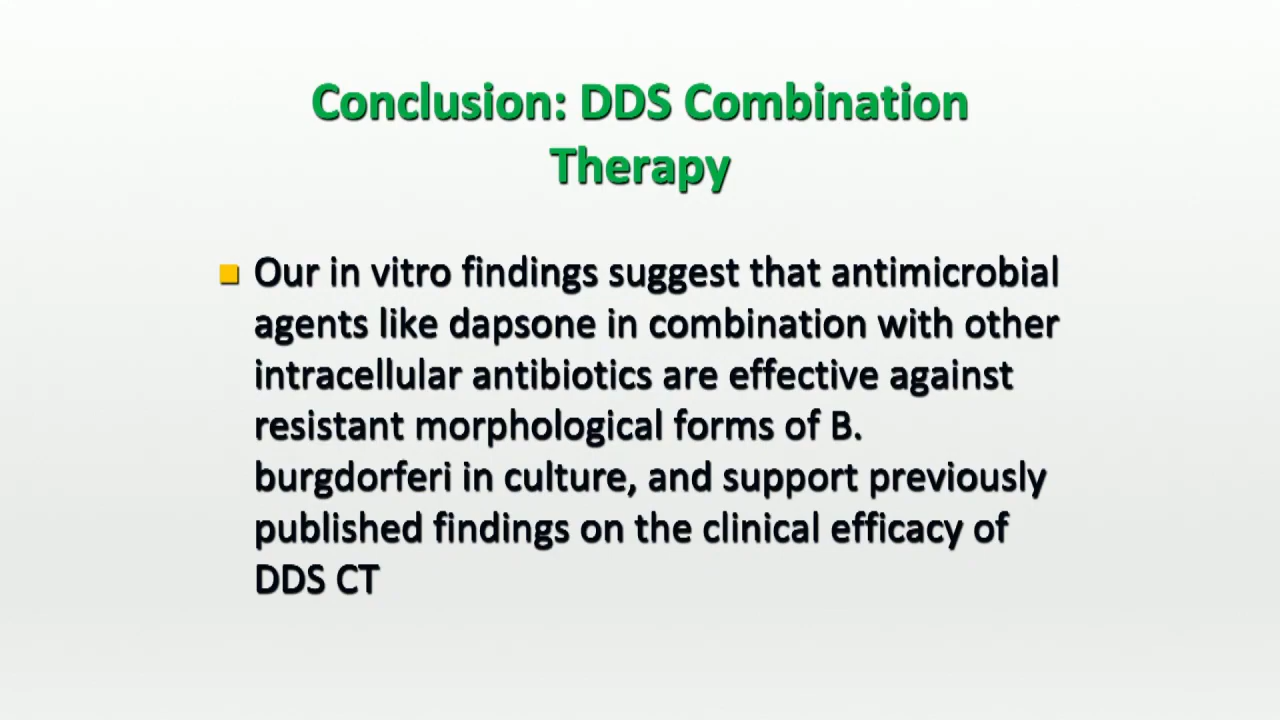 Conclusion: DDS Combination
Therapy
Our in vitro findings suggest that antimicrobial
agents like dapsone in combination with other
intracellular antibiotics are effective against
resistant morphological forms of B.
burgdorferi in culture, and support previously
published findings on the clinical efficacy of
DDS CT